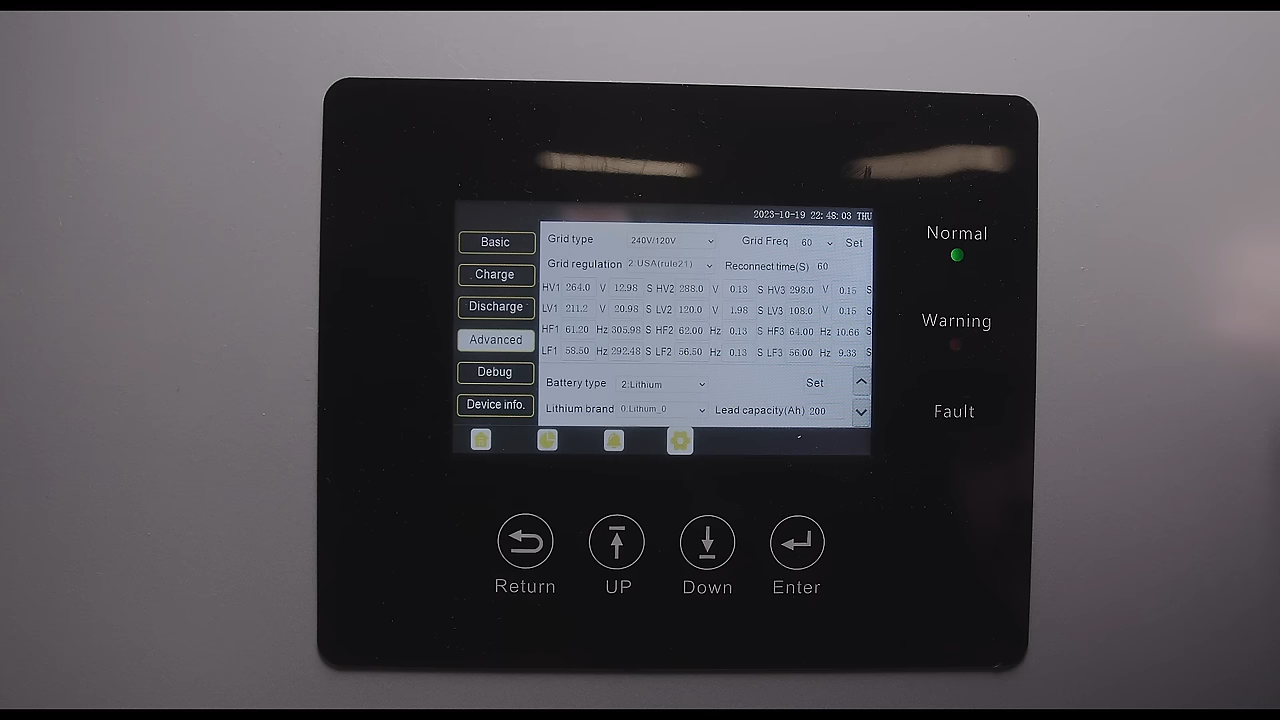 2023-10-19 22:48:03 THU
Basic
Charge
Discharge
Advanced
Debug
Device info.
Grid type 240V/120V Grid Freq 60 Set
Grid regulation 2:USA(rule21) Reconnect time(S) 60
HV1 264.0 V 12.98 S HV2 288.0 V 0.13 S HV3 298.0 V 0.15 S
LV1 211.2 V 20.98 S LV2 120.0 V 1.98 S LV3 108.0 V 0.15 S
HF1 61.20 Hz 305.98 S HF2 62.00 Hz 0.13 S HF3 64.00 Hz 10.66 S
LF1 58.50 Hz 292.48 S LF2 56.50 Hz 0.13 S LF3 56.00 Hz 9.33 S
Battery type 2:Lithium Set
Lithium brand 0:Lithum_0 Lead capacity(Ah) 200
Normal
Warning
Fault
Return UP Down Enter